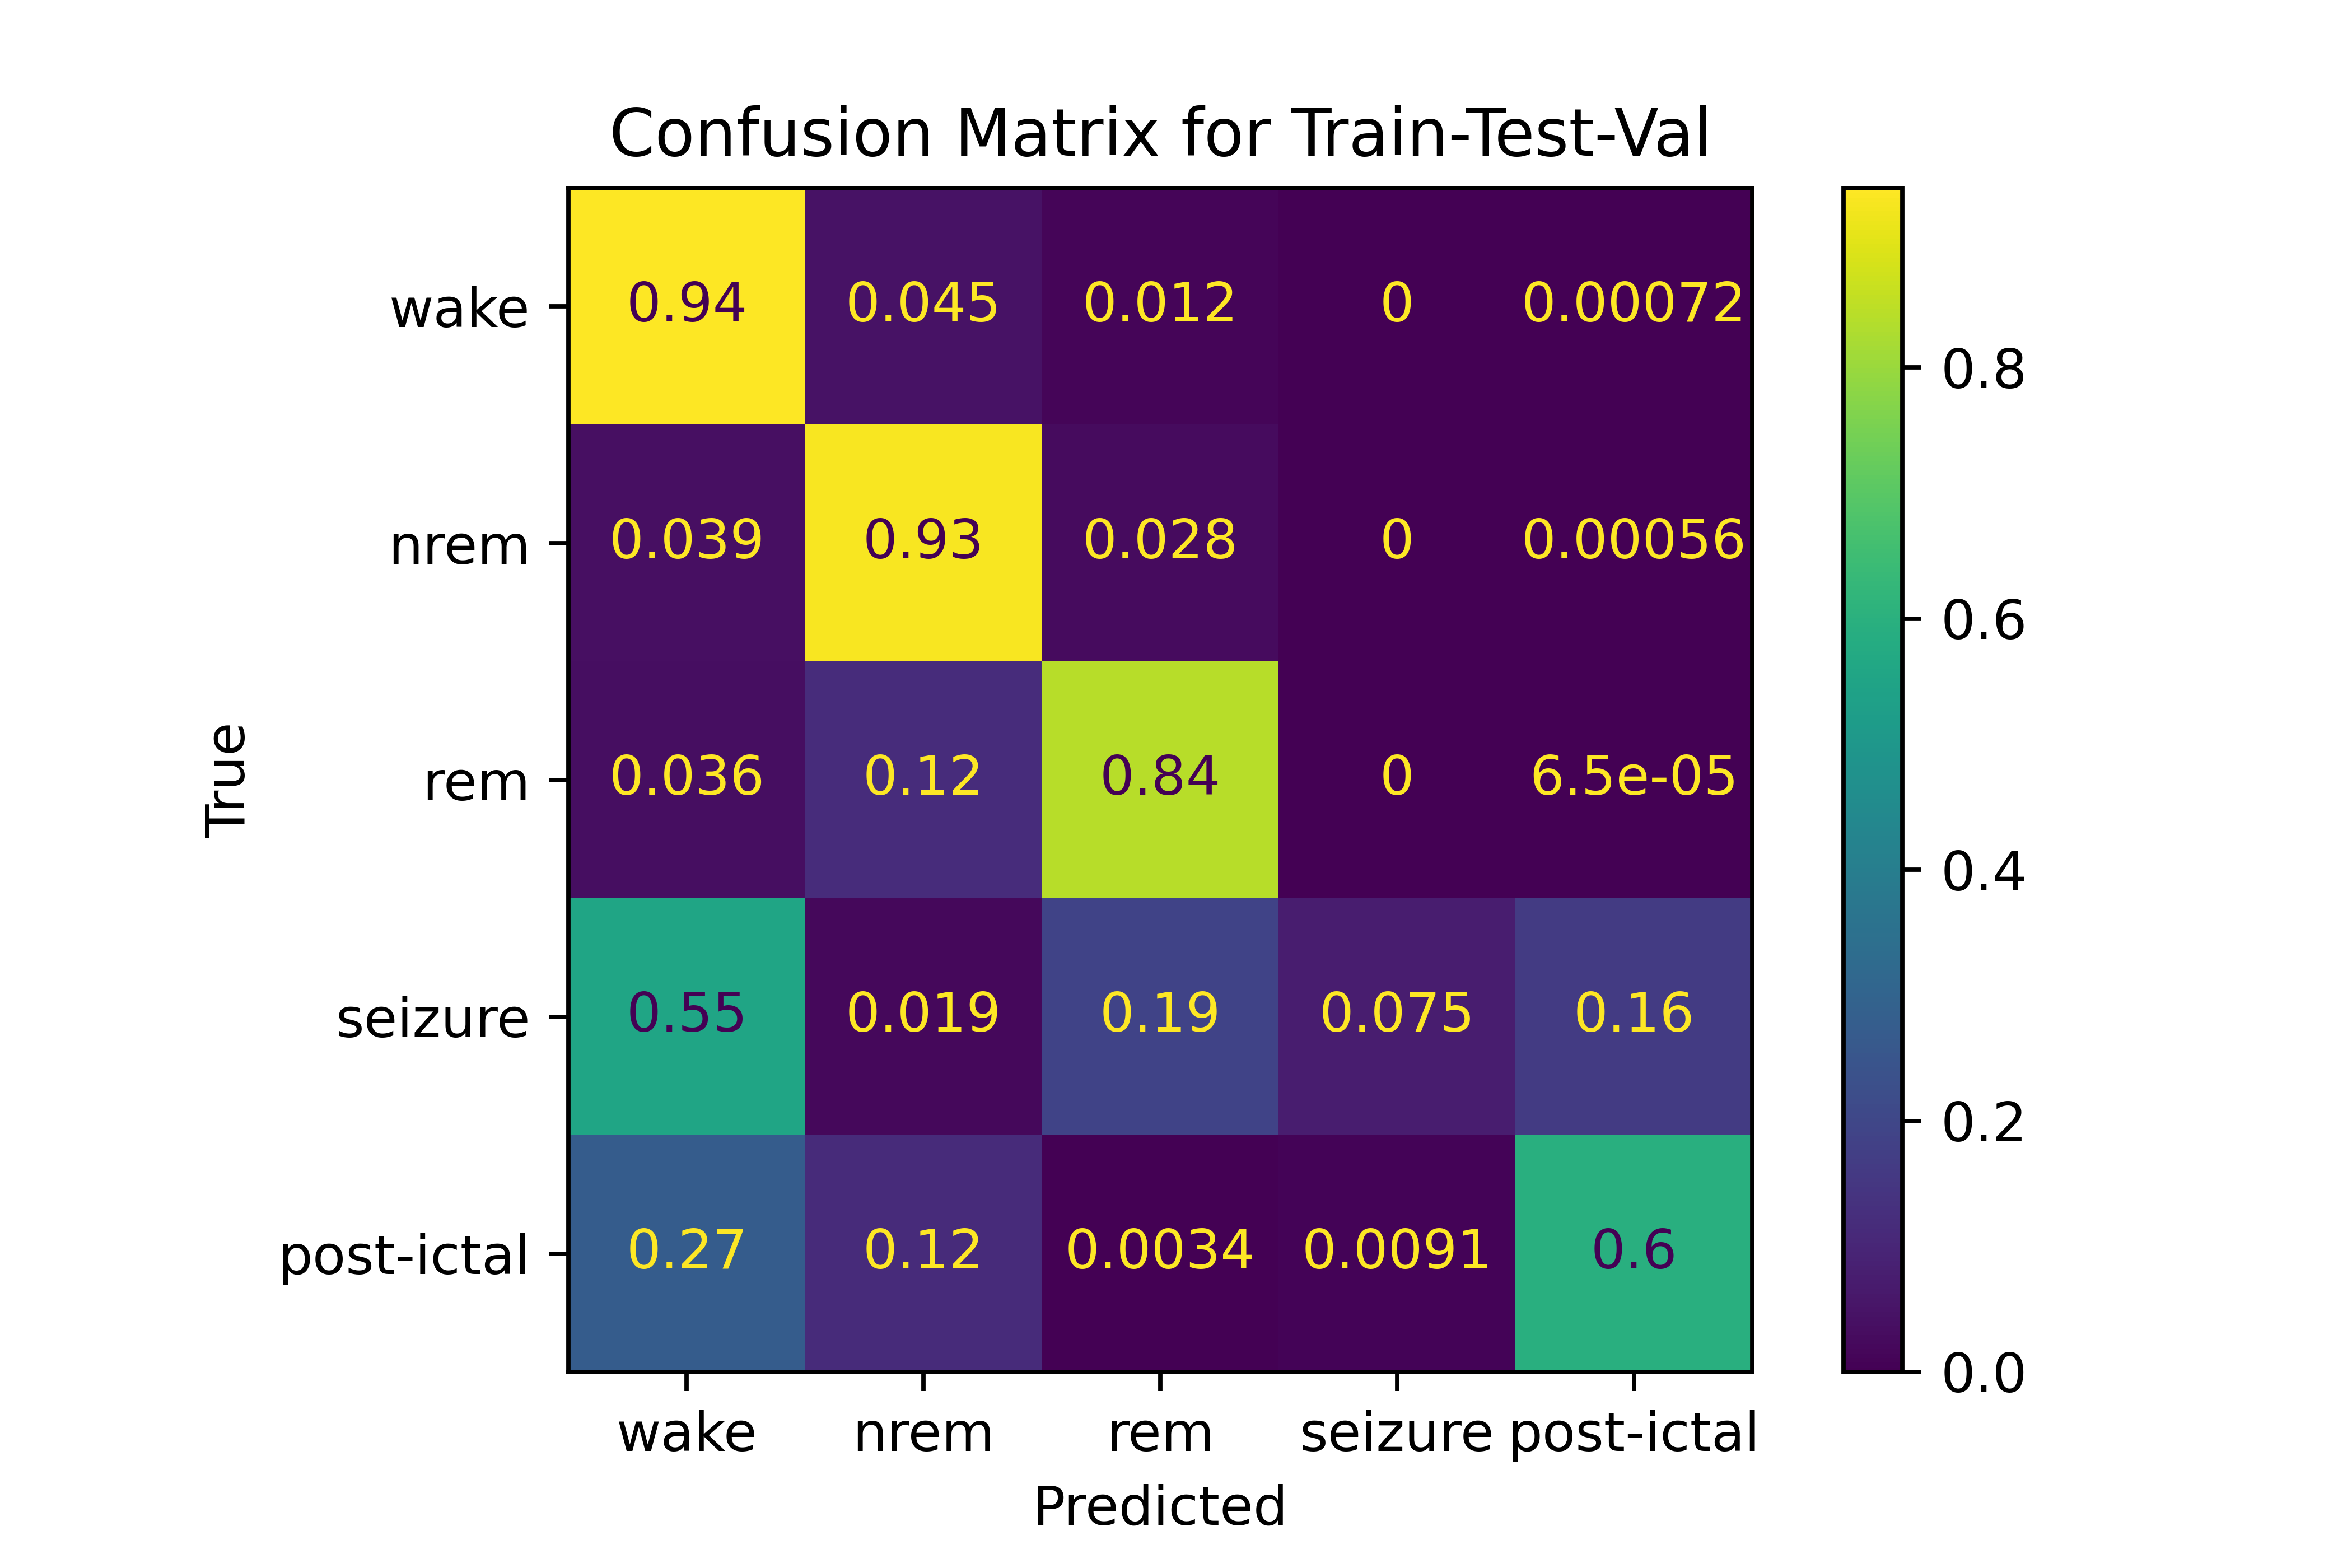 Confusion Matrix for Train-Test-Val
wake 0.94 0.045 0.012 0 0.00072
nrem 0.039 0.93 0.028 0 0.00056
rem 0.036 0.12 0.84 0 6.5e-05
seizure 0.55 0.019 0.19 0.075 0.16
post-ictal 0.27 0.12 0.0034 0.0091 0.6
wake nrem rem seizure post-ictal
Predicted
True
0.8
0.6
0.4
0.2
0.0